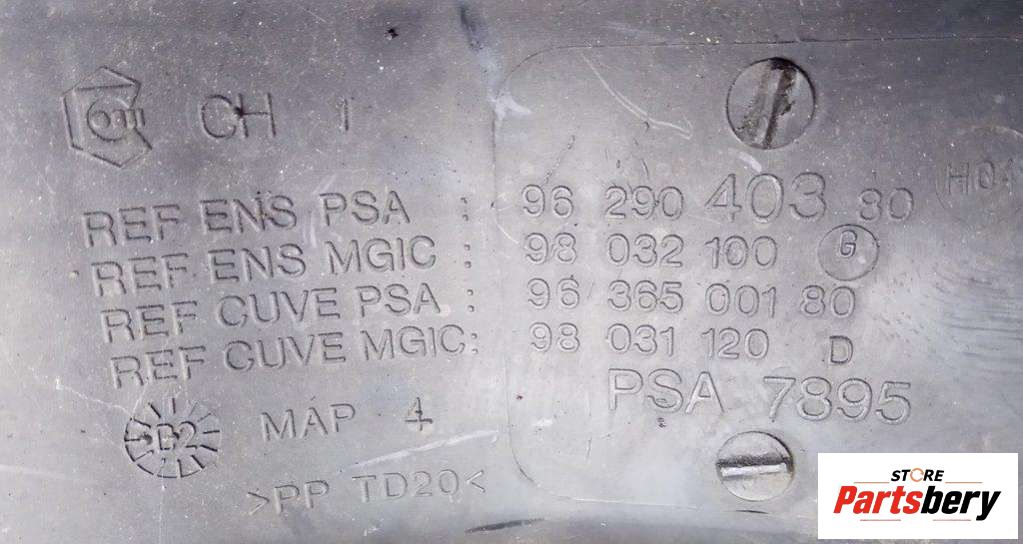 CH 1
REF ENS PSA : 96 290 403 80
REF ENS MGIC : 98 032 100 G
REF CUVE PSA : 96 365 001 80
REF CUVE MGIC : 98 031 120 D
PSA 7895
MAP 4
>PP TD20<
STORE
Partsbery